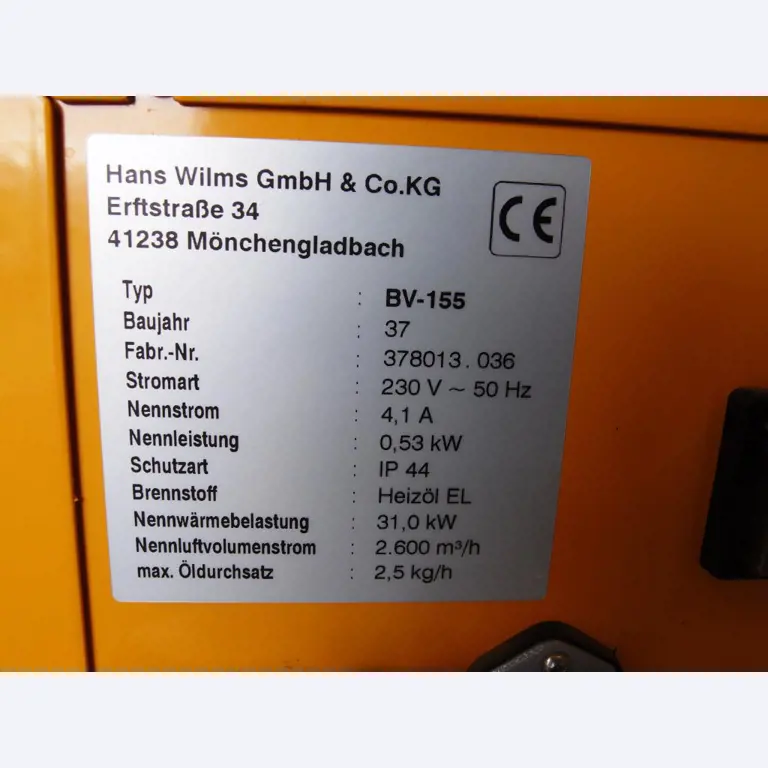 Hans Wilms GmbH & Co.KG
Erftstraße 34
41238 Mönchengladbach
CE
Typ : BV-155
Baujahr : 37
Fabr.-Nr. : 378013.036
Stromart : 230 V ~ 50 Hz
Nennstrom : 4,1 A
Nennleistung : 0,53 kW
Schutzart : IP 44
Brennstoff : Heizöl EL
Nennwärmebelastung : 31,0 kW
Nennluftvolumenstrom : 2.600 m³/h
max. Öldurchsatz : 2,5 kg/h